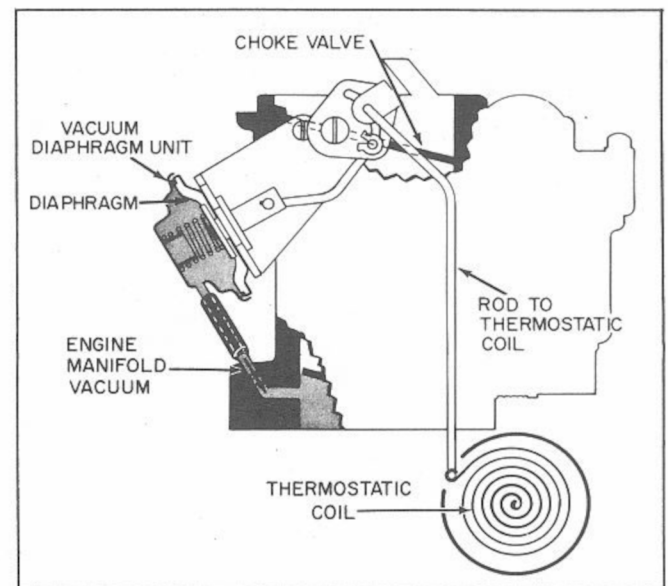 CHOKE VALVE
VACUUM
DIAPHRAGM UNIT
DIAPHRAGM
ROD TO
THERMOSTATIC
COIL
ENGINE
MANIFOLD
VACUUM
THERMOSTATIC
COIL